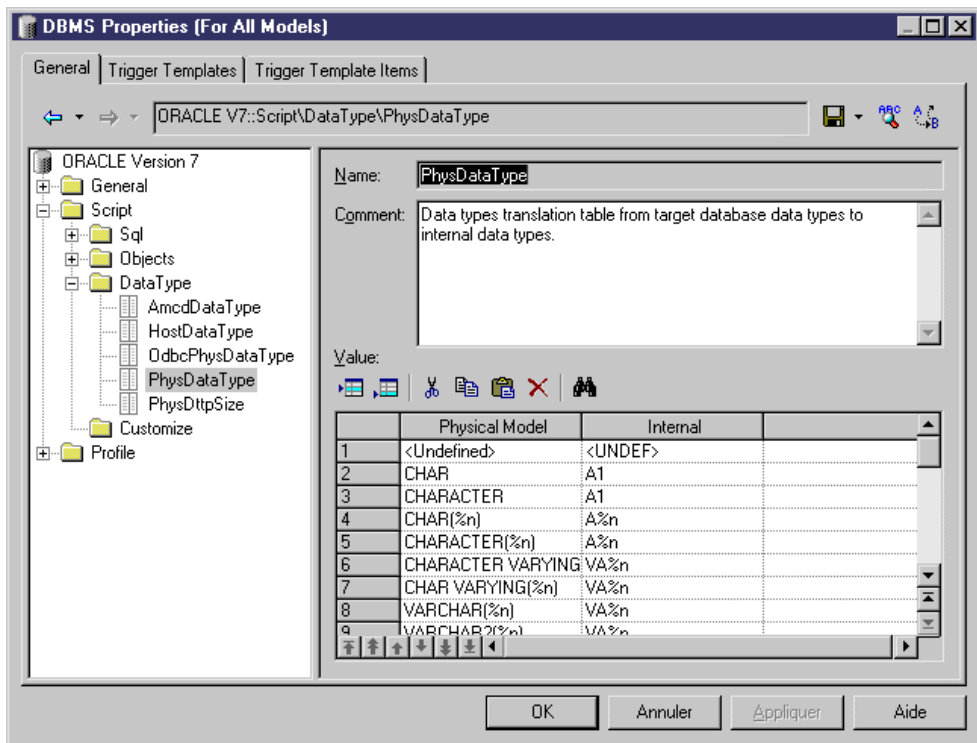 DBMS Properties (For All Models)
General Trigger Templates Trigger Template Items
ORACLE V7::Script\DataType\PhysDataType
ABC A B
ORACLE Version 7
General
Script
Sql
Objects
DataType
AmcdDataType
HostDataType
OdbcPhysDataType
PhysDataType
PhysDttpSize
Customize
Profile
Name: PhysDataType
Comment: Data types translation table from target database data types to
internal data types.
Value:
Physical Model Internal
1 <Undefined> <UNDEF>
2 CHAR A1
3 CHARACTER A1
4 CHAR(%n) A%n
5 CHARACTER(%n) A%n
6 CHARACTER VARYING VA%n
7 CHAR VARYING(%n) VA%n
8 VARCHAR(%n) VA%n
9 VARCHAR2(%n) VA%n
OK Annuler Appliquer Aide